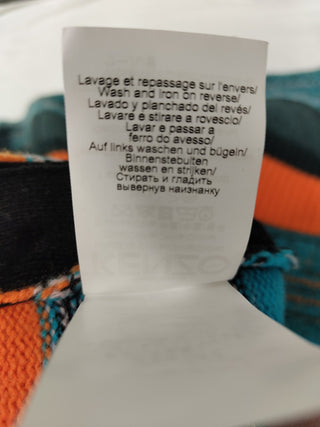 Lavage et repassage sur l'envers/
Wash and Iron on reverse/
Lavado y planchado del revés/
Lavare e stirare a rovescio/
Lavar e passar a
ferro do avesso/
Auf links waschen und bügeln/
Binnenstebuiten
wassen en strijken/
Стирать и гладить
вывернув наизнанку
KENZO